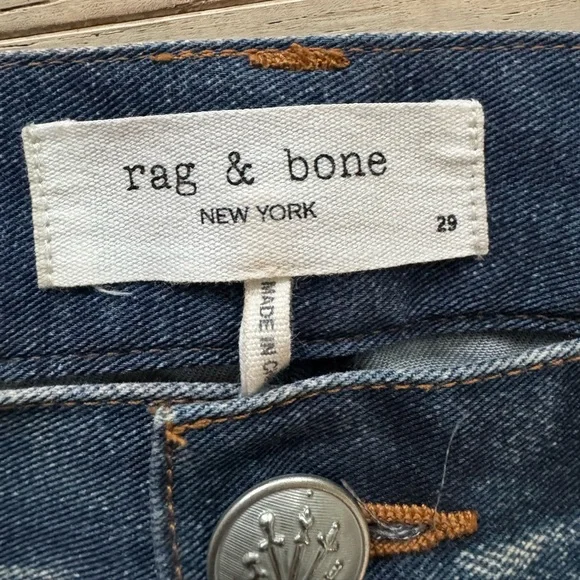 rag & bone
NEW YORK
29
MADE IN C